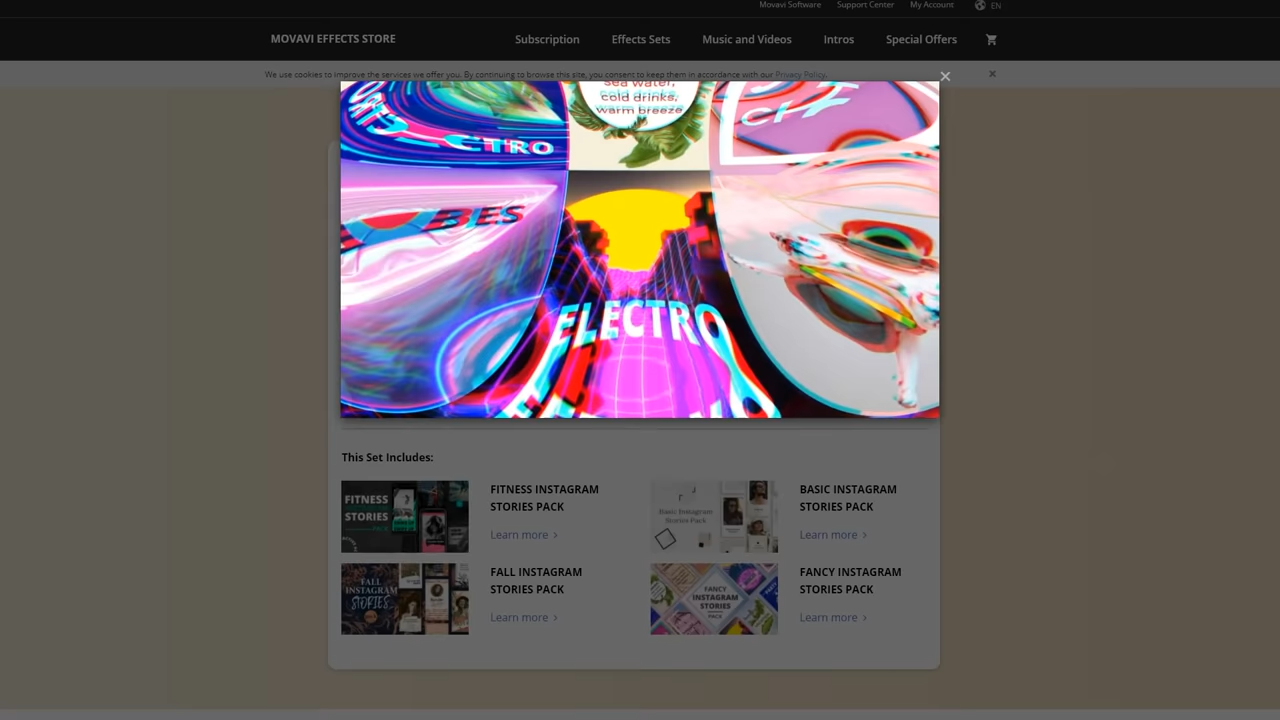 Movavi Software Support Center My Account EN
MOVAVI EFFECTS STORE Subscription Effects Sets Music and Videos Intros Special Offers
We use cookies to improve the services we offer you. By continuing to browse this site, you consent to keep them in accordance with our Privacy Policy.
sea water,
cold drinks,
warm breeze
CTRO
BES
ELECTRO
This Set Includes:
FITNESS
STORIES
FITNESS INSTAGRAM
STORIES PACK
Learn more
Basic Instagram
Stories Pack
BASIC INSTAGRAM
STORIES PACK
Learn more
FALL
INSTAGRAM
STORIES
FALL INSTAGRAM
STORIES PACK
Learn more
FANCY
INSTAGRAM
STORIES
PACK
FANCY INSTAGRAM
STORIES PACK
Learn more